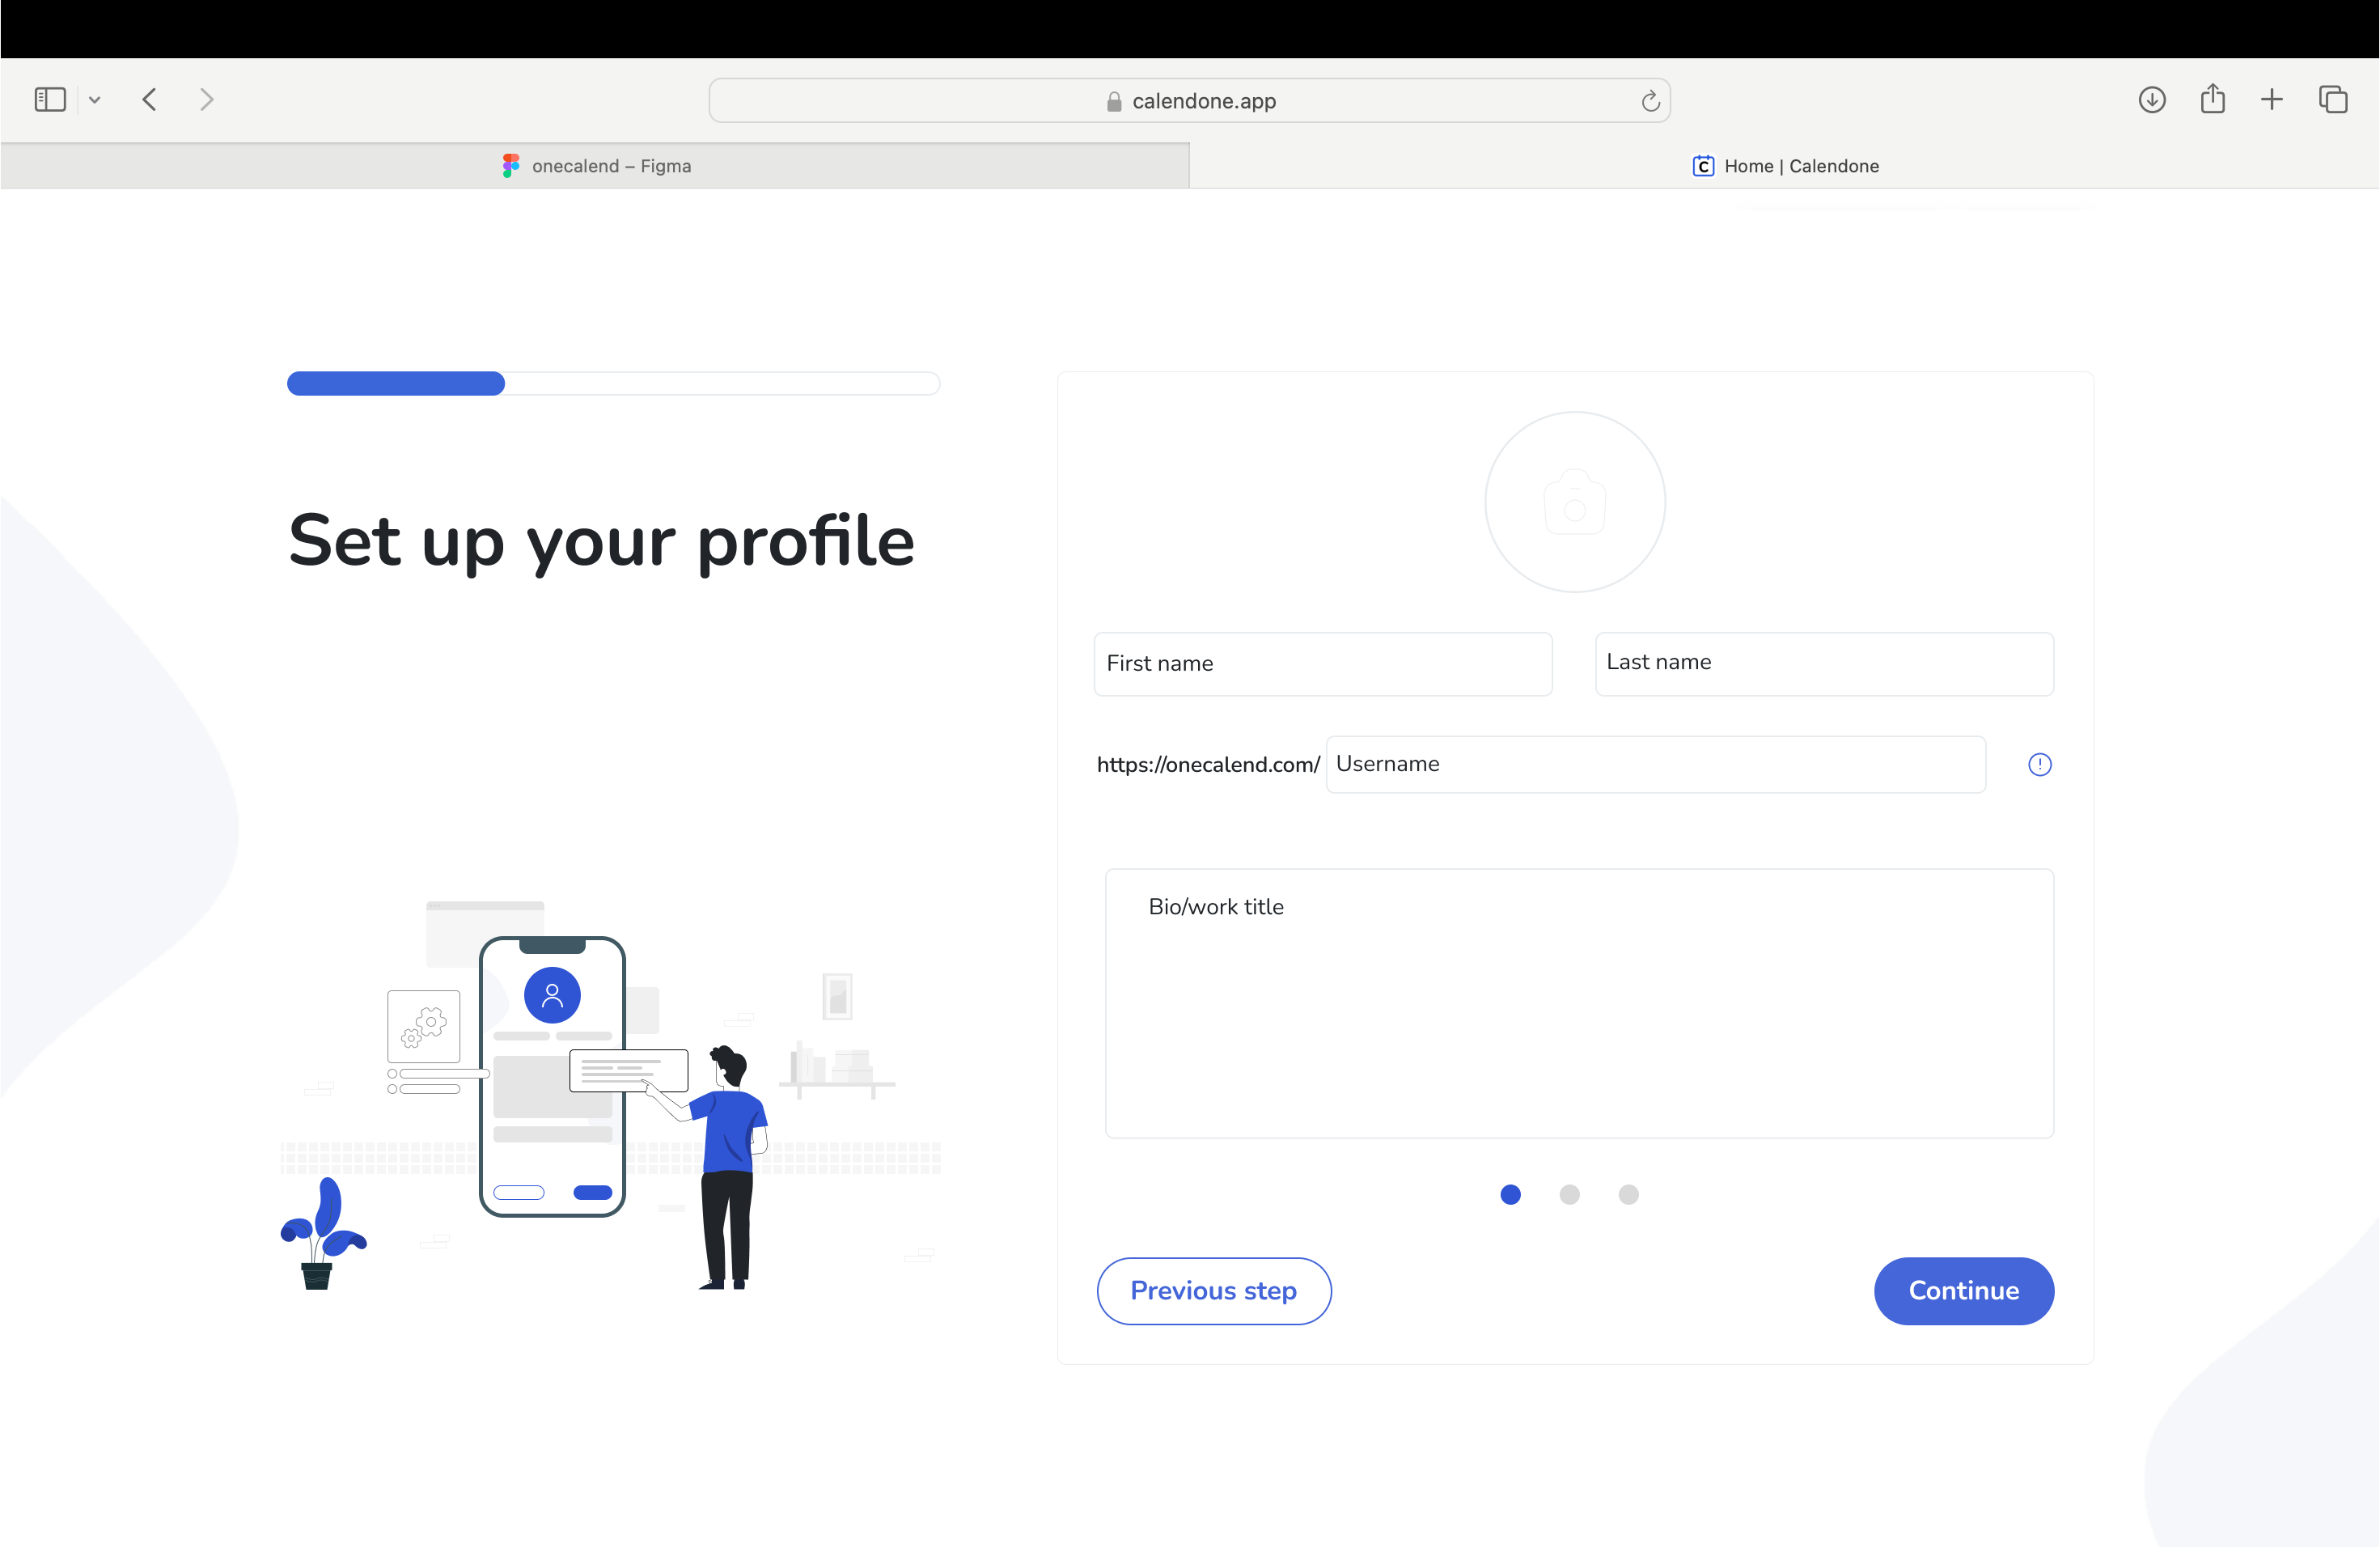 calendone.app
onecalend – Figma
C Home | Calendone
Set up your profile
First name
Last name
https://onecalend.com/ Username
Bio/work title
Previous step
Continue